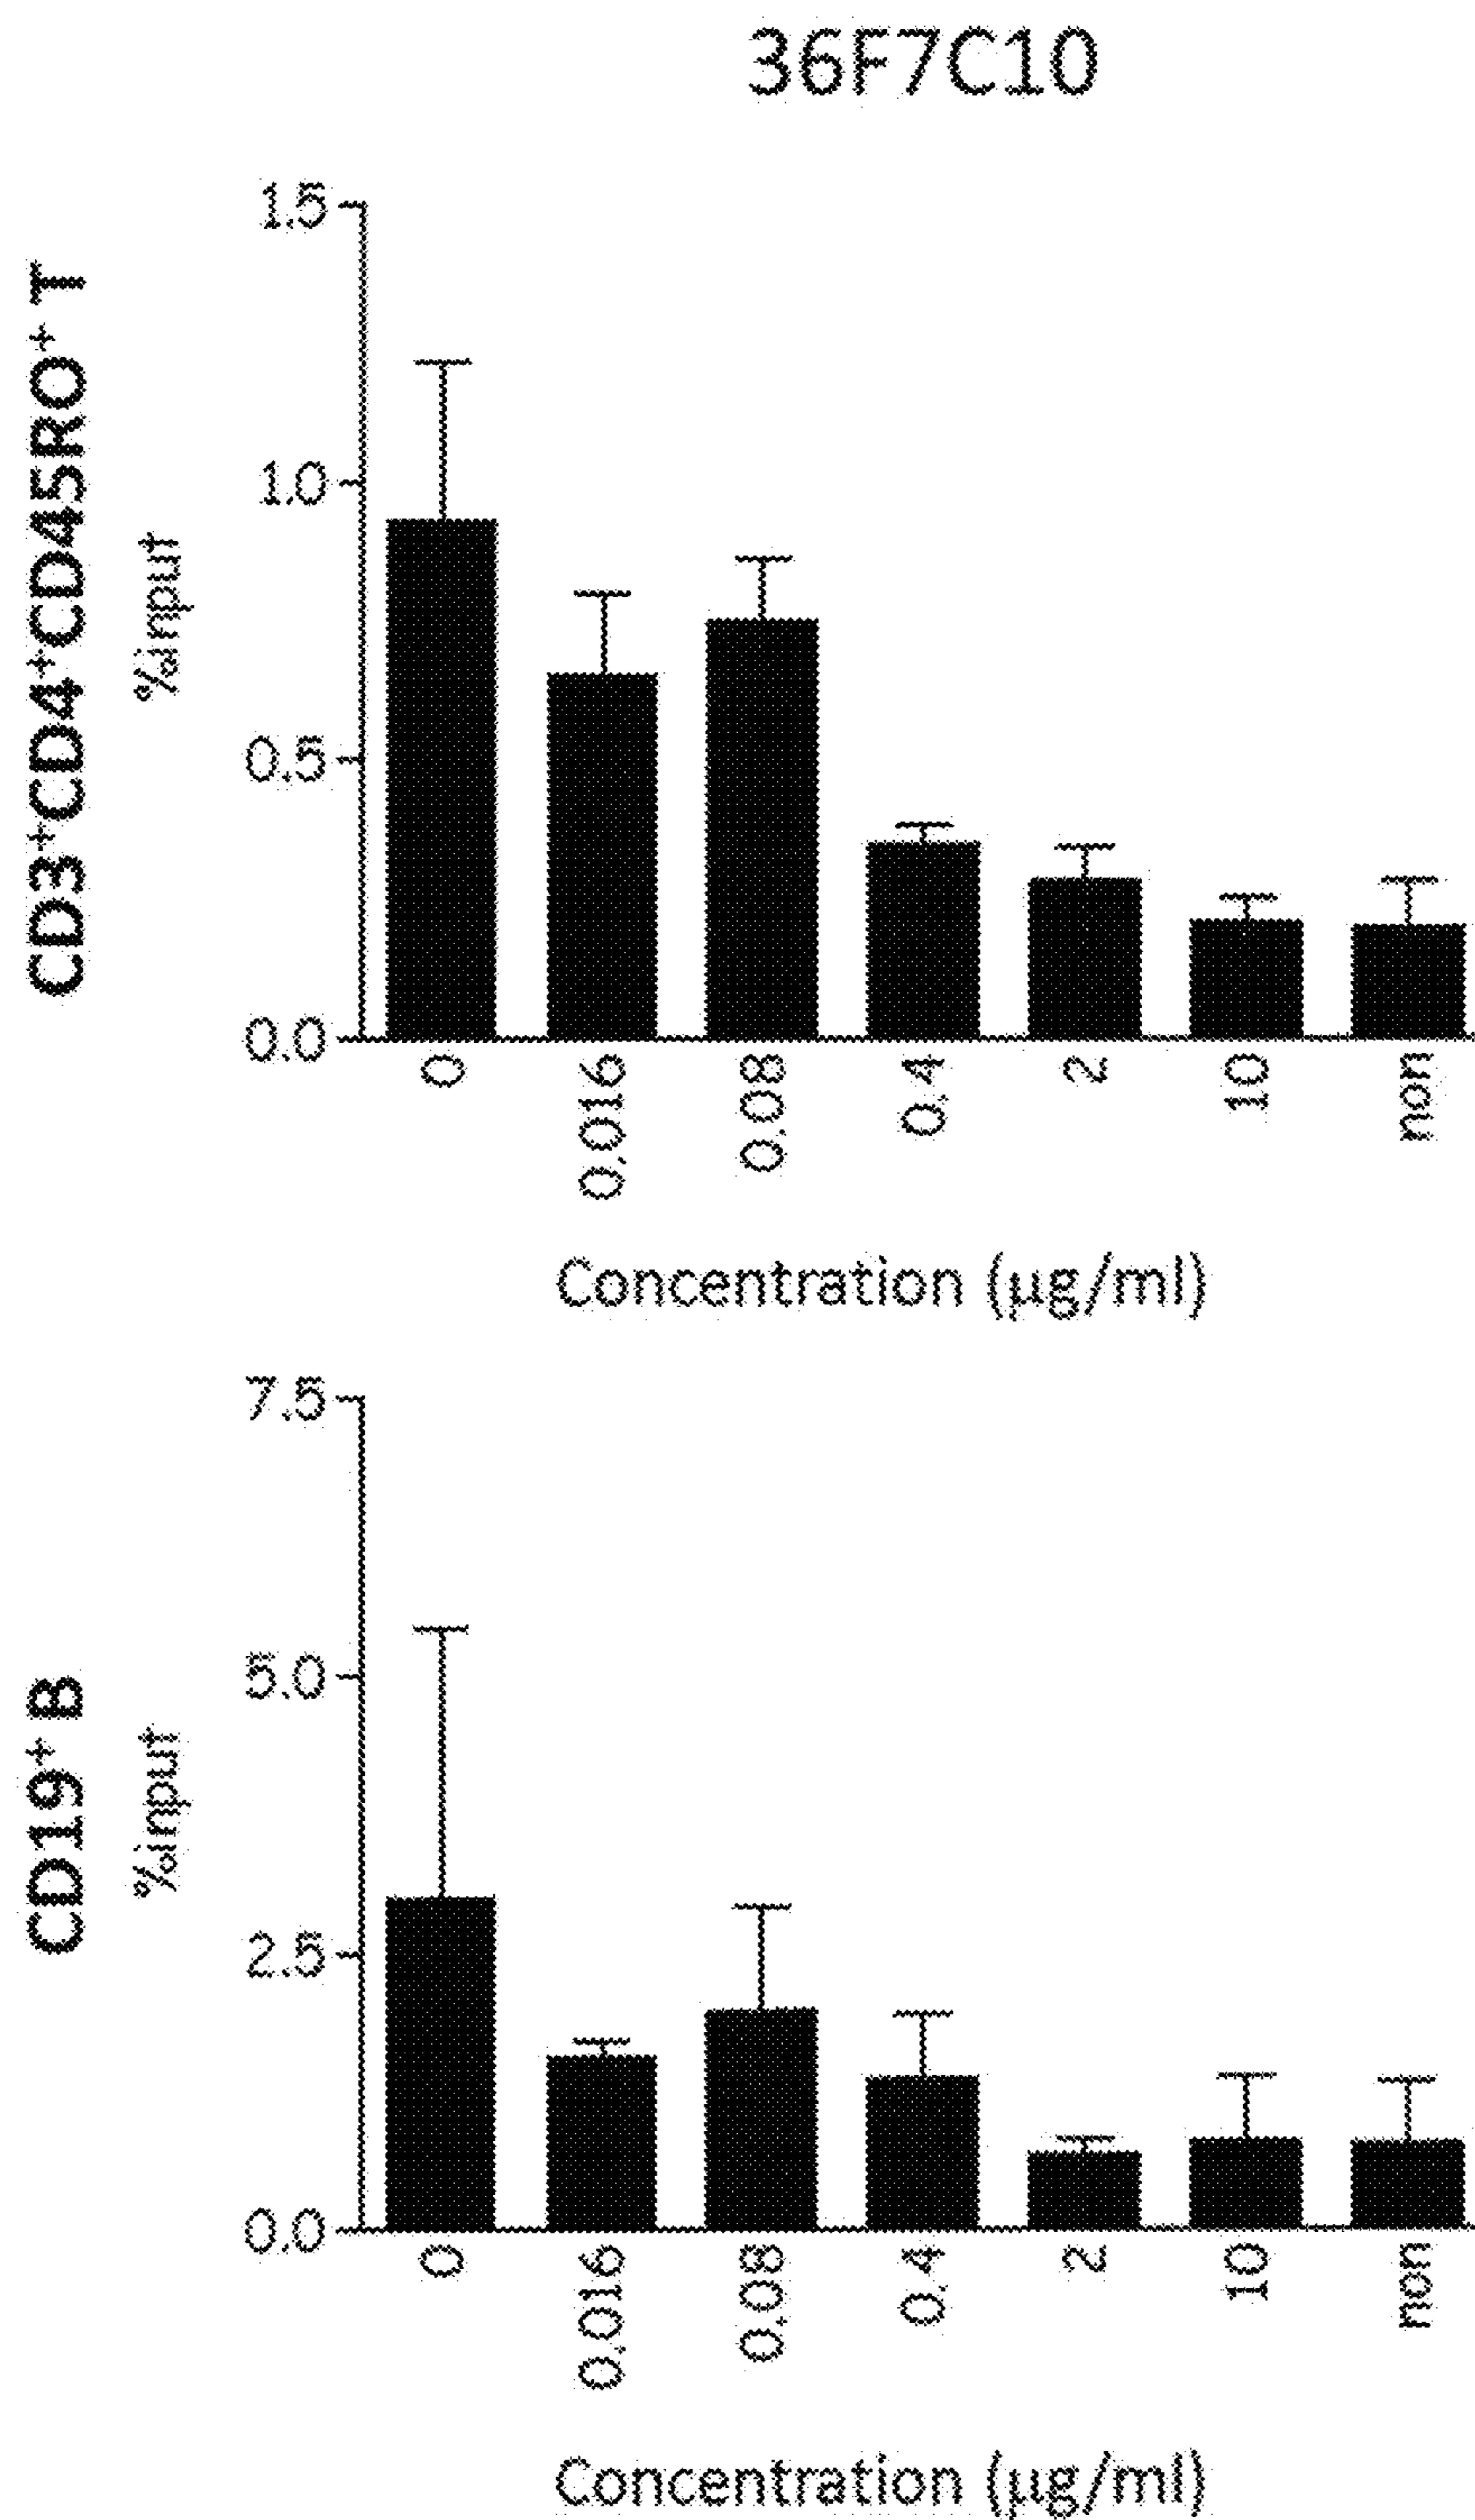 36F7C10
CD3⁺CD4⁺CD45RO⁺ T
%input
1.5
1.0
0.5
0.0
0
0.016
0.08
0.4
2
10
non
Concentration (µg/ml)
CD19⁺ B
%input
7.5
5.0
2.5
0.0
0
0.016
0.08
0.4
2
10
non
Concentration (µg/ml)